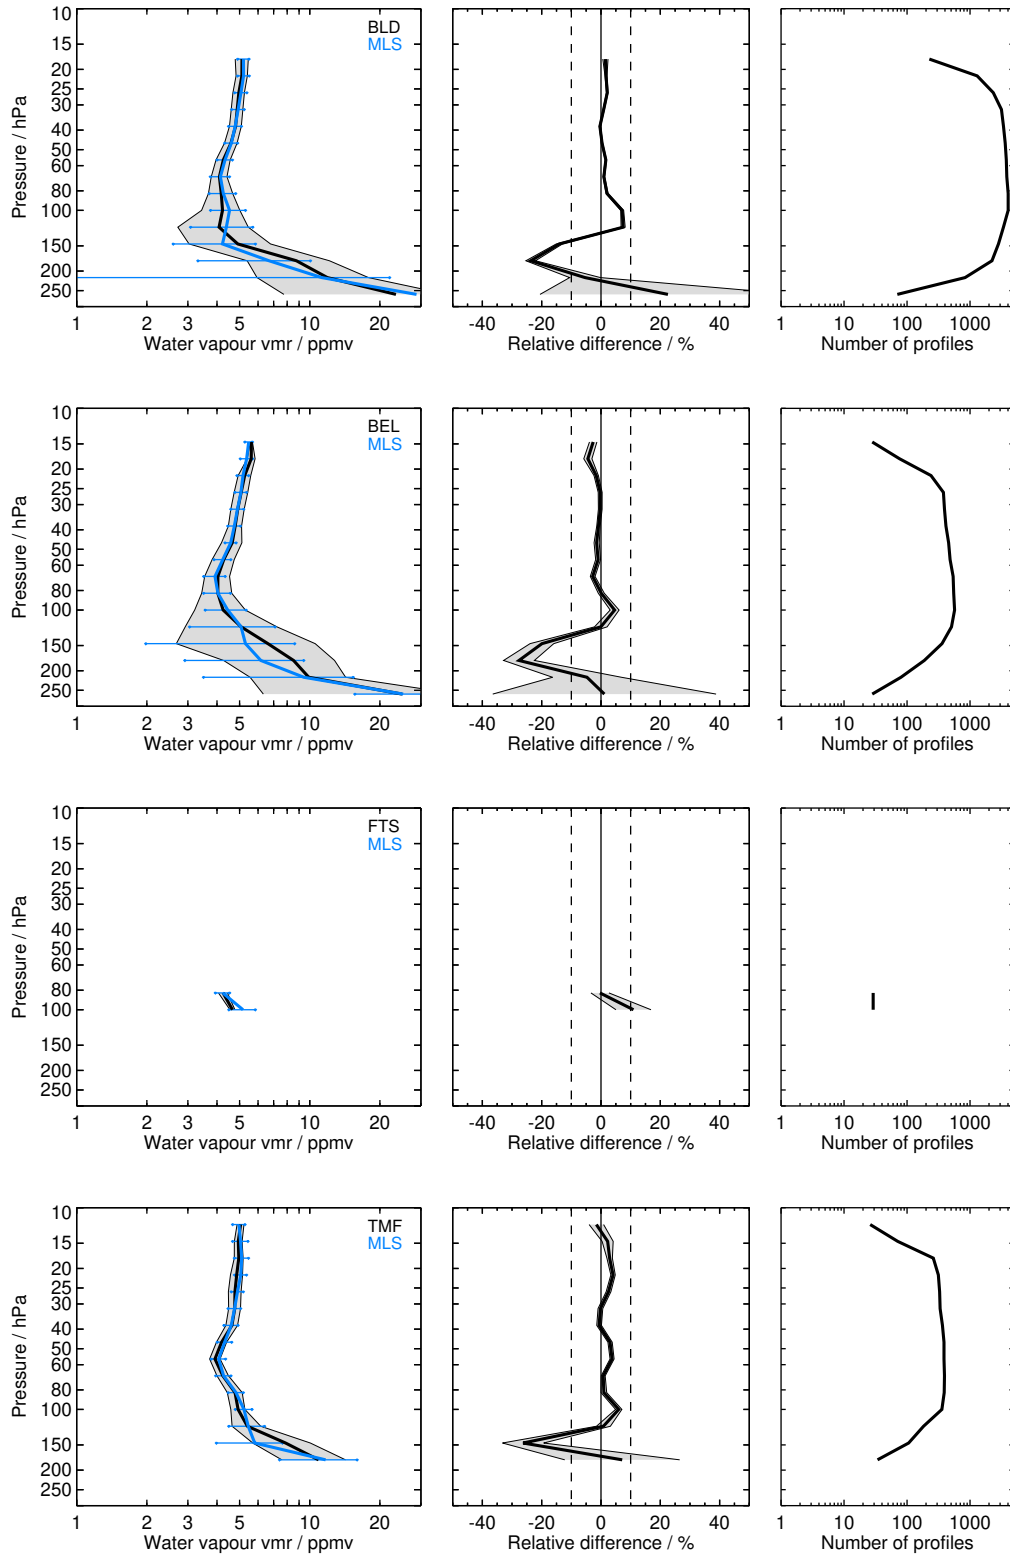 10
15
20
25
30
40
50
60
80
100
150
200
250
Pressure / hPa
BLD
MLS
1 2 3 5 10 20
Water vapour vmr / ppmv
-40 -20 0 20 40
Relative difference / %
1 10 100 1000
Number of profiles
10
15
20
25
30
40
50
60
80
100
150
200
250
Pressure / hPa
BEL
MLS
1 2 3 5 10 20
Water vapour vmr / ppmv
-40 -20 0 20 40
Relative difference / %
1 10 100 1000
Number of profiles
10
15
20
25
30
40
50
60
80
100
150
200
250
Pressure / hPa
FTS
MLS
1 2 3 5 10 20
Water vapour vmr / ppmv
-40 -20 0 20 40
Relative difference / %
1 10 100 1000
Number of profiles
10
15
20
25
30
40
50
60
80
100
150
200
250
Pressure / hPa
TMF
MLS
1 2 3 5 10 20
Water vapour vmr / ppmv
-40 -20 0 20 40
Relative difference / %
1 10 100 1000
Number of profiles